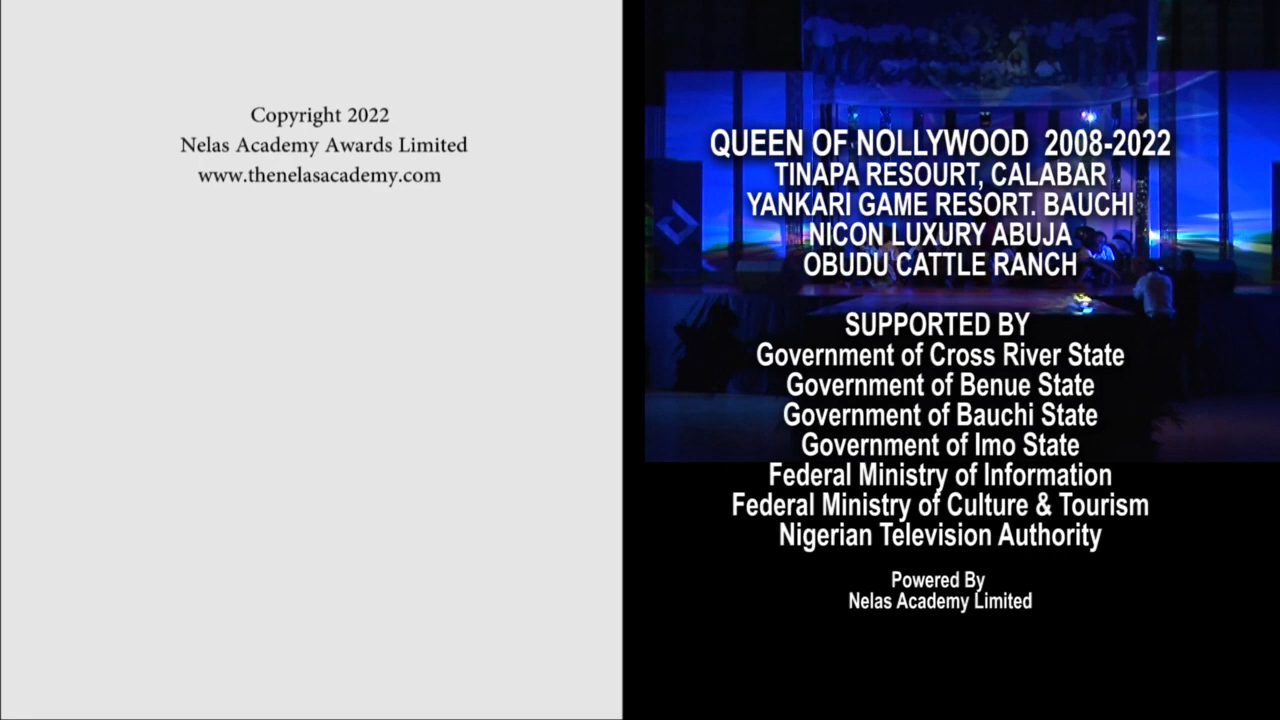 Copyright 2022
Nelas Academy Awards Limited
www.thenelasacademy.com
QUEEN OF NOLLYWOOD 2008-2022
TINAPA RESOURT, CALABAR
YANKARI GAME RESORT. BAUCHI
NICON LUXURY ABUJA
OBUDU CATTLE RANCH
SUPPORTED BY
Government of Cross River State
Government of Benue State
Government of Bauchi State
Government of Imo State
Federal Ministry of Information
Federal Ministry of Culture & Tourism
Nigerian Television Authority
Powered By
Nelas Academy Limited